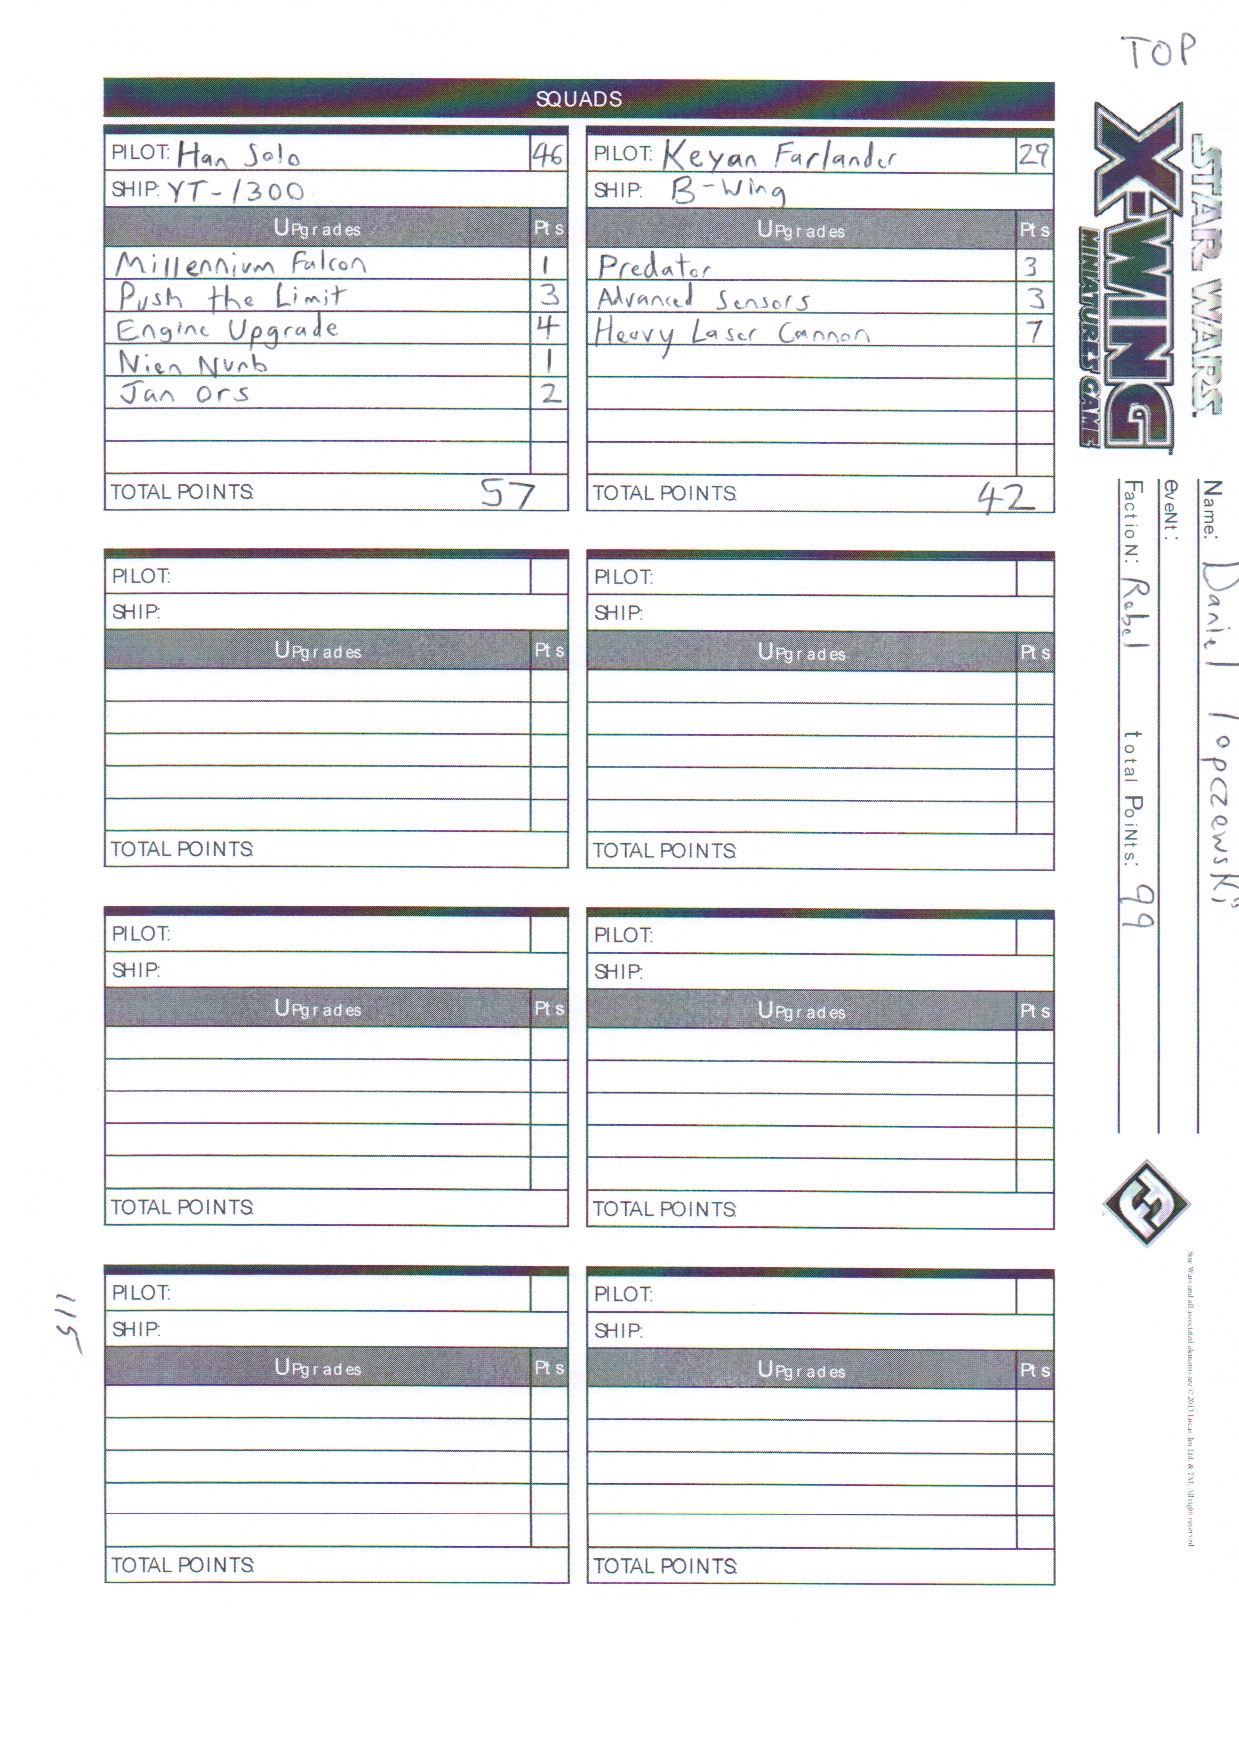 TOP
SQUADS
PILOT: Han Solo 46
SHIP: YT-1300
Upgrades Pts
Millennium Falcon 1
Push the Limit 3
Engine Upgrade 4
Nien Nunb 1
Jan Ors 2
TOTAL POINTS: 57
PILOT: Keyan Farlander 29
SHIP: B-Wing
Upgrades Pts
Predator 3
Advanced Sensors 3
Heavy Laser Cannon 7
TOTAL POINTS: 42
PILOT:
SHIP:
Upgrades Pts
TOTAL POINTS:
PILOT:
SHIP:
Upgrades Pts
TOTAL POINTS:
PILOT:
SHIP:
Upgrades Pts
TOTAL POINTS:
PILOT:
SHIP:
Upgrades Pts
TOTAL POINTS:
PILOT:
SHIP:
Upgrades Pts
TOTAL POINTS:
PILOT:
SHIP:
Upgrades Pts
TOTAL POINTS:
STAR WARS
X-WING
MINIATURES GAME
Name: Daniel Topczewski
eveNt:
FactioN: Rebel total PoiNts: 99
Star Wars and all associated elements are © 2013 Lucasfilm Ltd. & TM. All rights reserved.
115